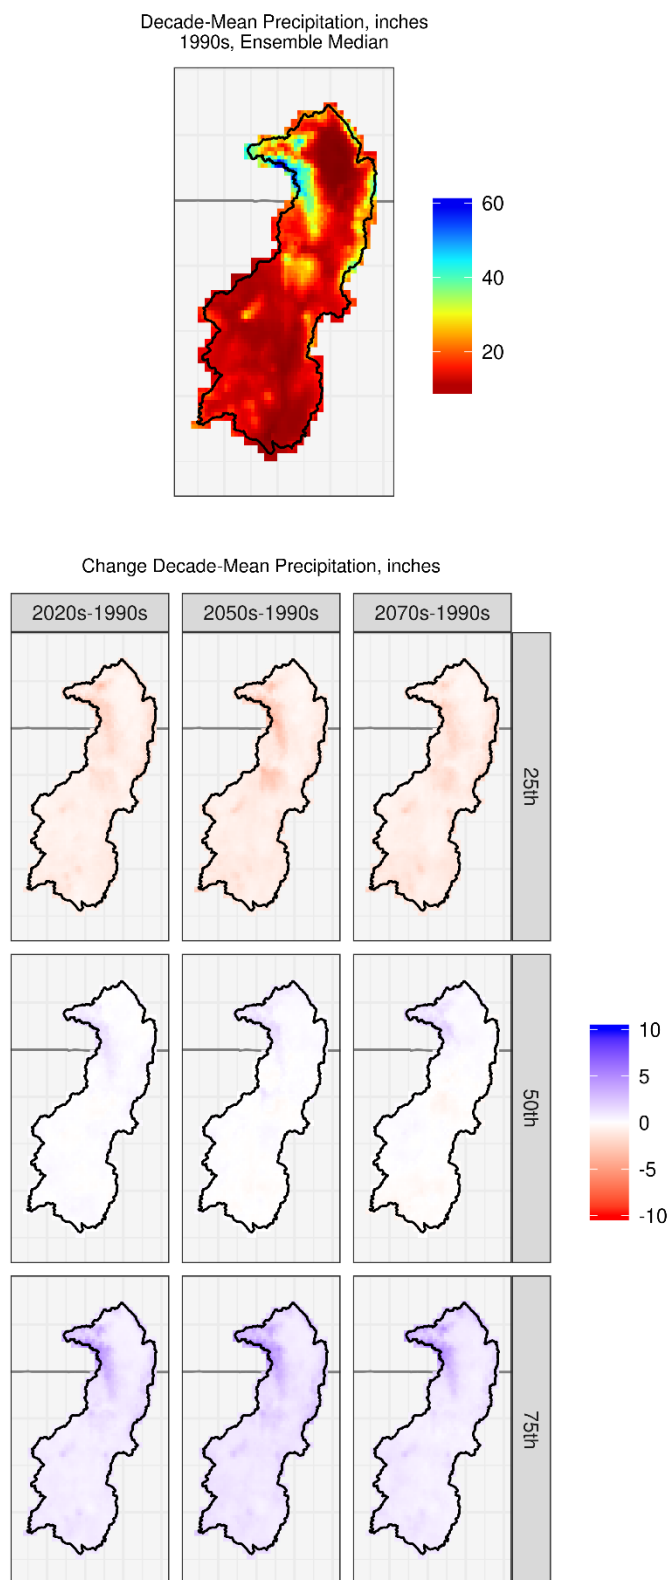 Decade-Mean Precipitation, inches
1990s, Ensemble Median
60
40
20
Change Decade-Mean Precipitation, inches
2020s-1990s
2050s-1990s
2070s-1990s
25th
50th
10
5
0
-5
-10
75th